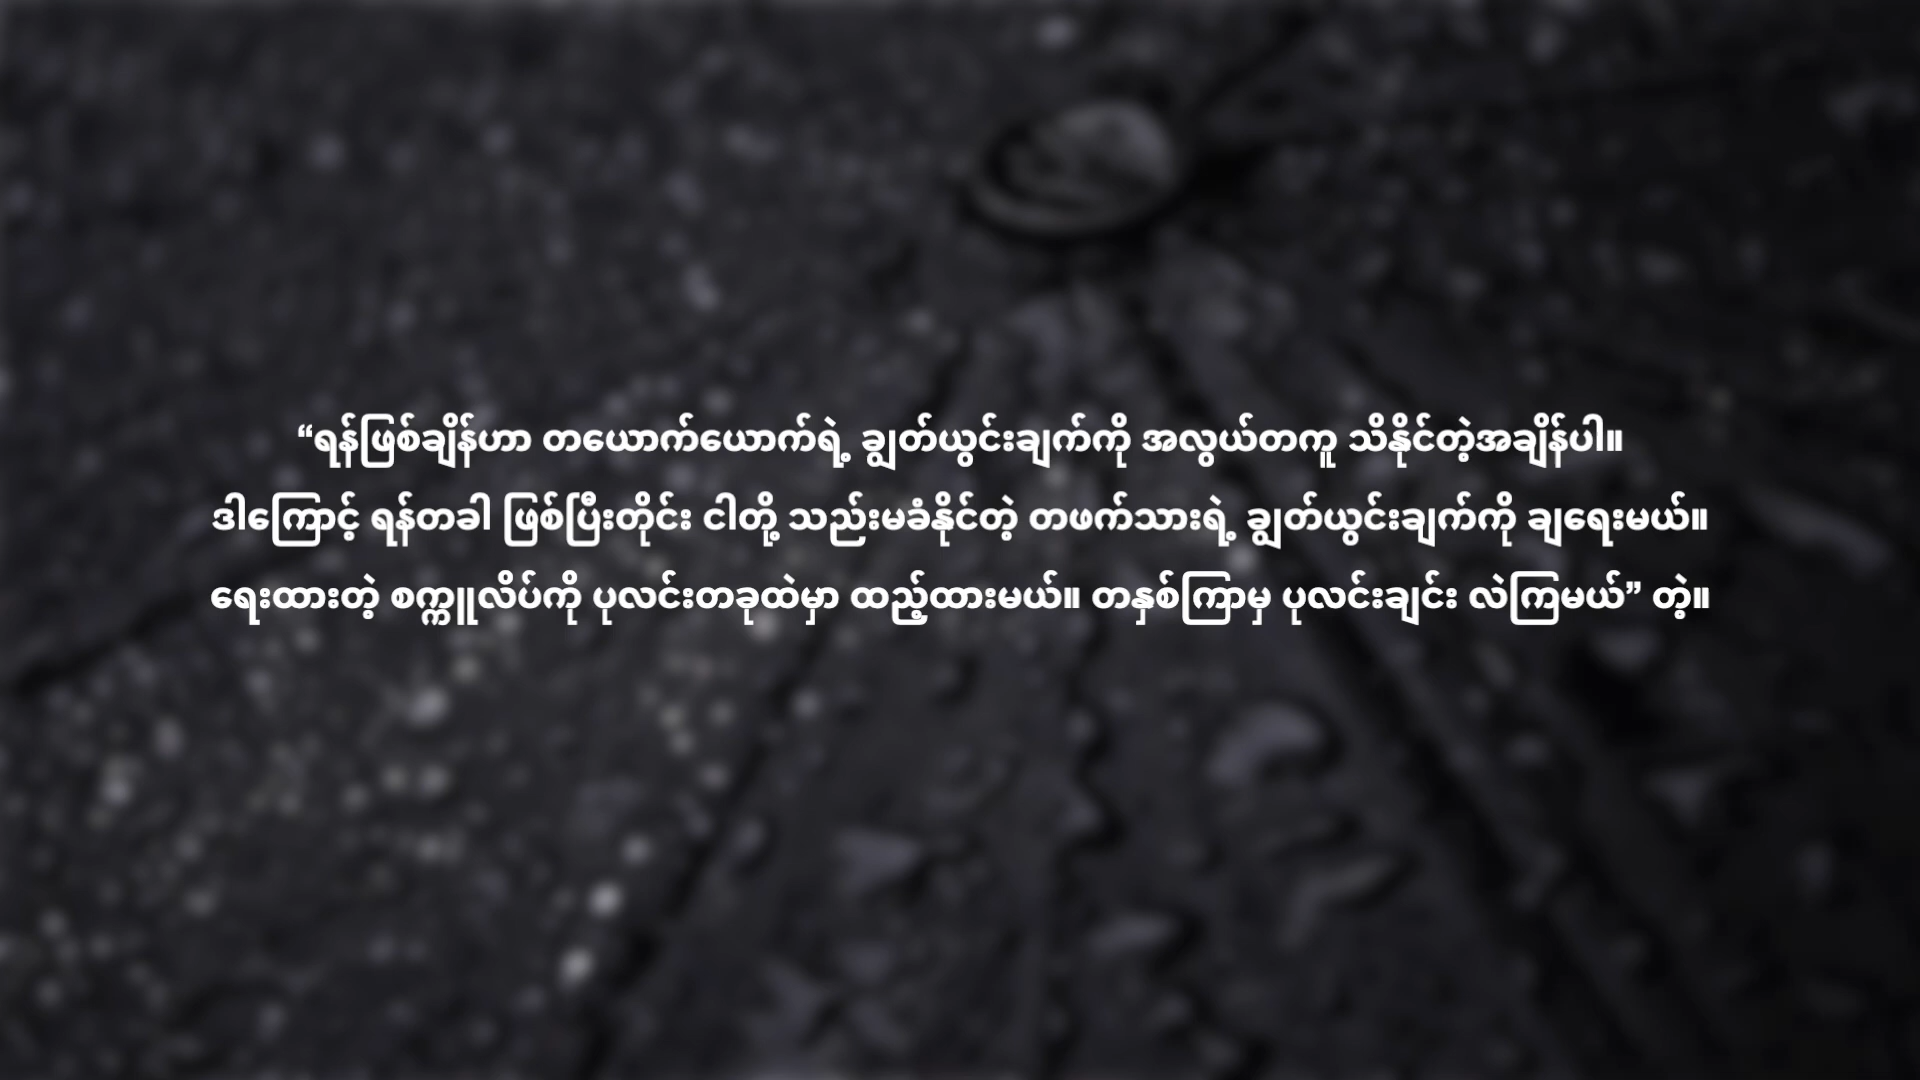 “ရန်ဖြစ်ချိန်ဟာ တယောက်ယောက်ရဲ့ ချွတ်ယွင်းချက်ကို အလွယ်တကူ သိနိုင်တဲ့အချိန်ပါ။
ဒါကြောင့် ရန်တခါ ဖြစ်ပြီးတိုင်း ငါတို့ သည်းမခံနိုင်တဲ့ တဖက်သားရဲ့ ချွတ်ယွင်းချက်ကို ချရေးမယ်။
ရေးထားတဲ့ စက္ကူလိပ်ကို ပုလင်းတခုထဲမှာ ထည့်ထားမယ်။ တနှစ်ကြာမှ ပုလင်းချင်း လဲကြမယ်” တဲ့။